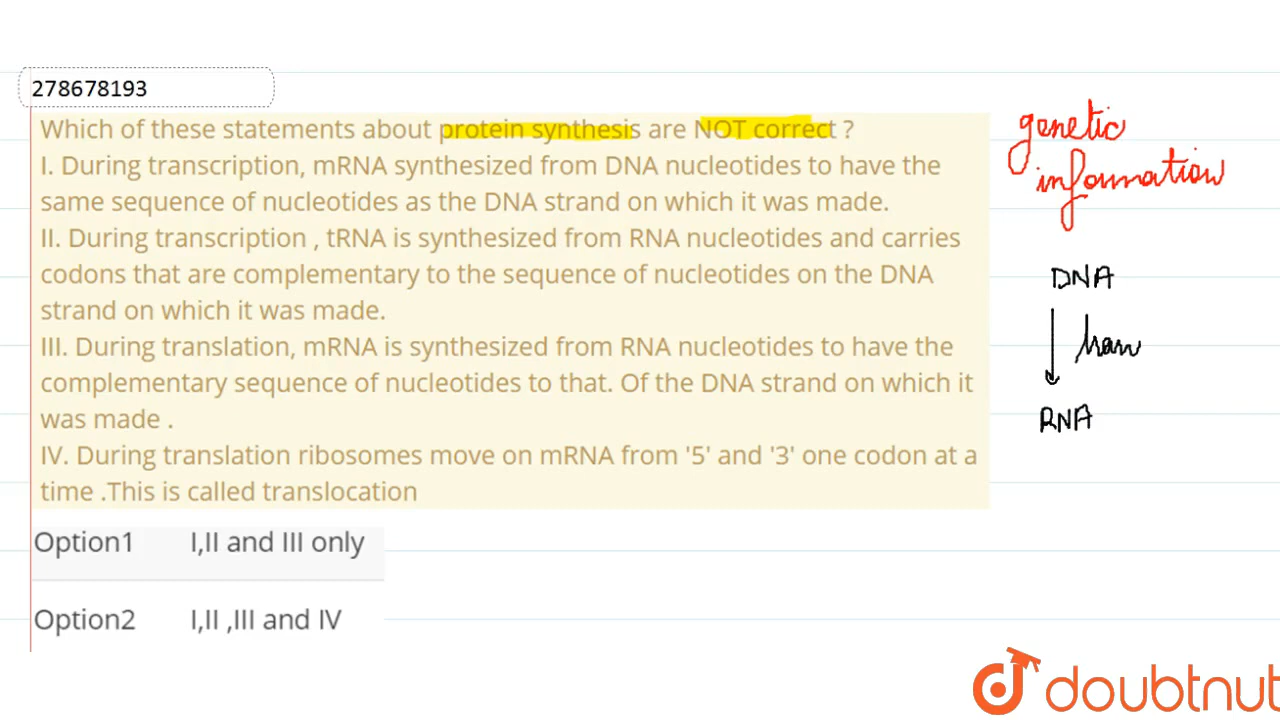 278678193
Which of these statements about protein synthesis are NOT correct ?
I. During transcription, mRNA synthesized from DNA nucleotides to have the
same sequence of nucleotides as the DNA strand on which it was made.
II. During transcription , tRNA is synthesized from RNA nucleotides and carries
codons that are complementary to the sequence of nucleotides on the DNA
strand on which it was made.
III. During translation, mRNA is synthesized from RNA nucleotides to have the
complementary sequence of nucleotides to that. Of the DNA strand on which it
was made .
IV. During translation ribosomes move on mRNA from '5' and '3' one codon at a
time .This is called translocation
Option1 I,II and III only
Option2 I,II ,III and IV
genetic
information
DNA
RNA
doubtnut